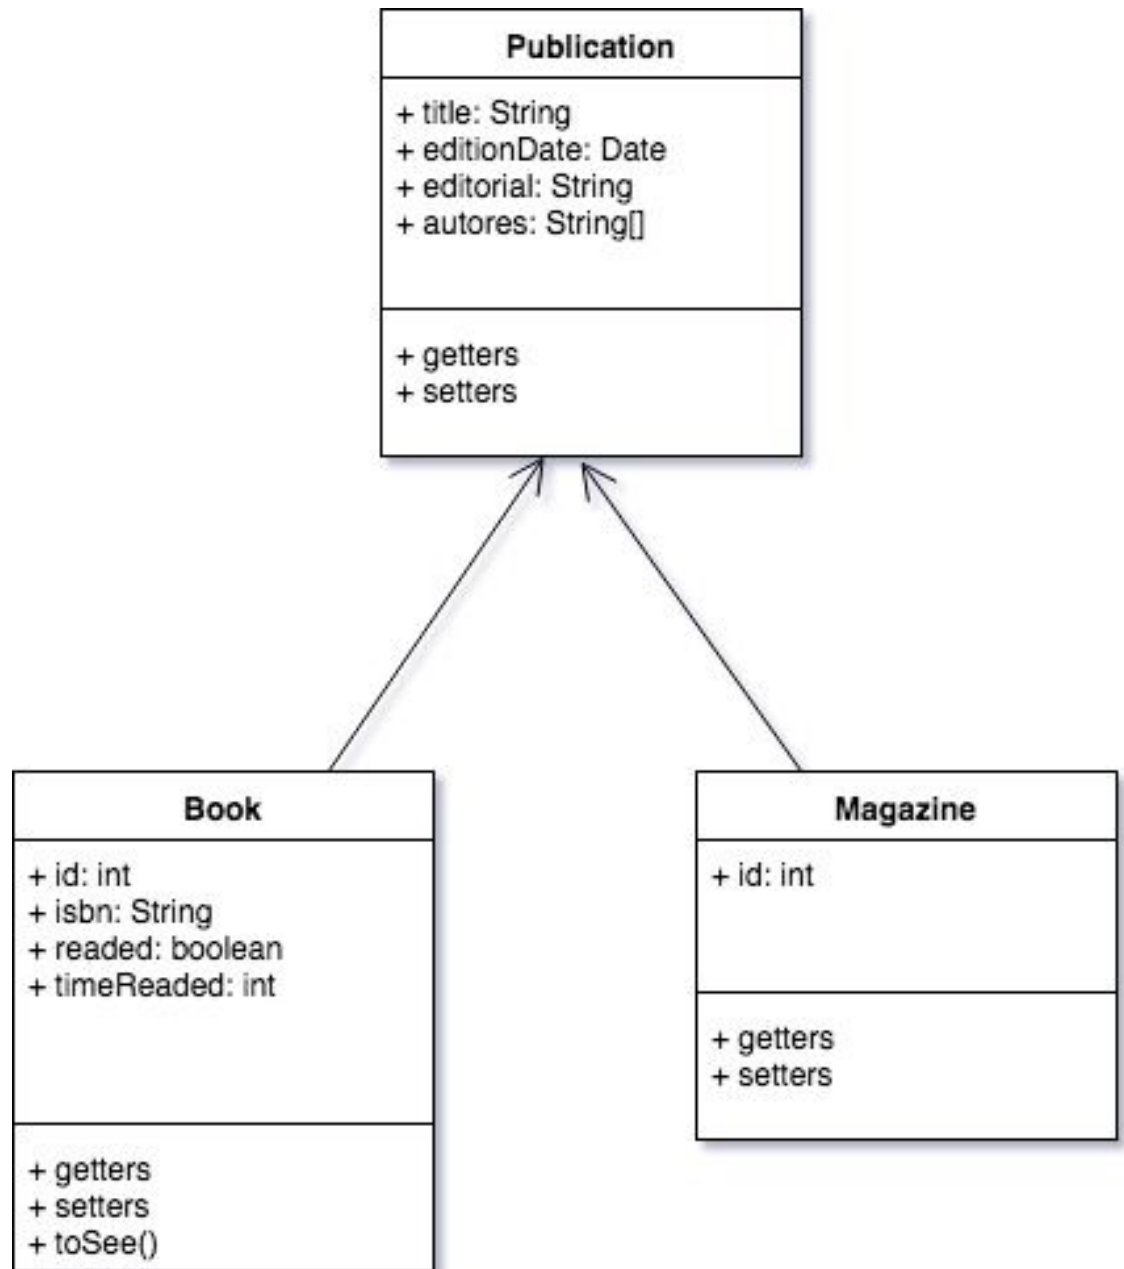 Publication
+ title: String
+ editionDate: Date
+ editorial: String
+ autores: String[]
+ getters
+ setters
Book
+ id: int
+ isbn: String
+ readed: boolean
+ timeReaded: int
+ getters
+ setters
+ toSee()
Magazine
+ id: int
+ getters
+ setters